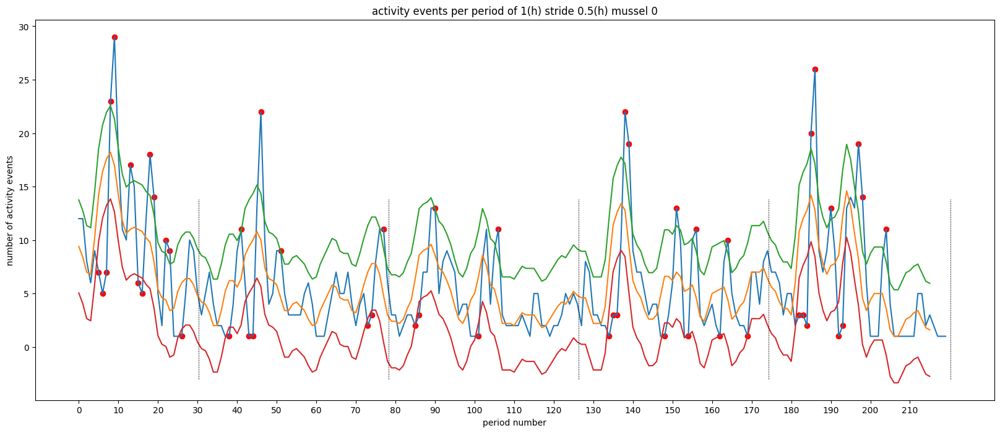 activity events per period of 1(h) stride 0.5(h) mussel 0
number of activity events
30
25
20
15
10
5
0
0 10 20 30 40 50 60 70 80 90 100 110 120 130 140 150 160 170 180 190 200 210
period number